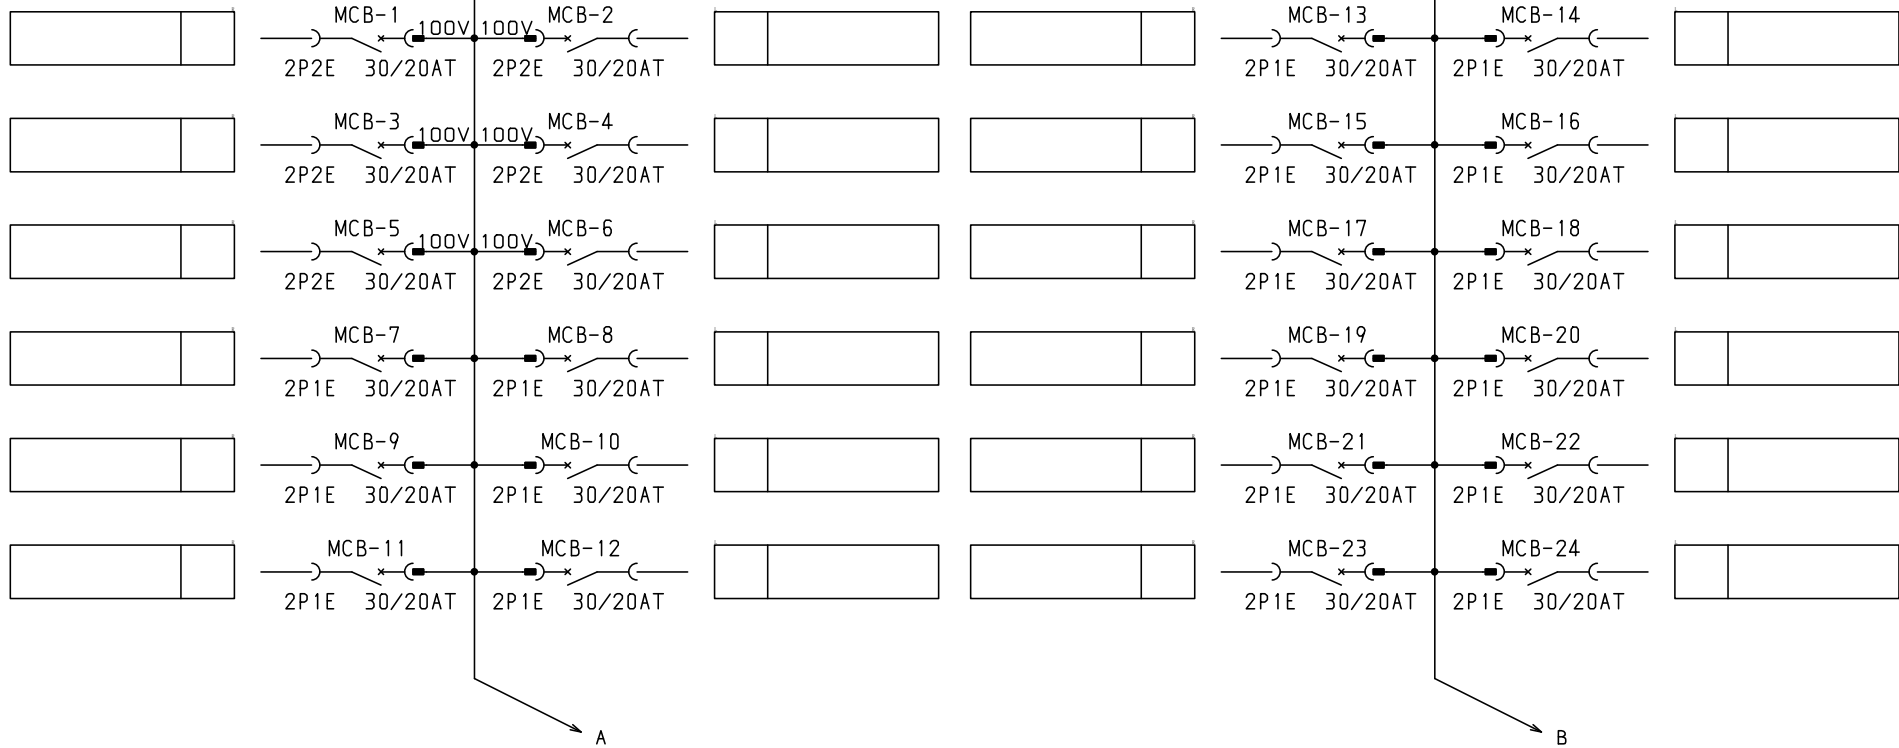 MCB-1 MCB-2 MCB-13 MCB-14
100V 100V
2P2E 30/20AT 2P2E 30/20AT 2P1E 30/20AT 2P1E 30/20AT
MCB-3 MCB-4 MCB-15 MCB-16
100V 100V
2P2E 30/20AT 2P2E 30/20AT 2P1E 30/20AT 2P1E 30/20AT
MCB-5 MCB-6 MCB-17 MCB-18
100V 100V
2P2E 30/20AT 2P2E 30/20AT 2P1E 30/20AT 2P1E 30/20AT
MCB-7 MCB-8 MCB-19 MCB-20
2P1E 30/20AT 2P1E 30/20AT 2P1E 30/20AT 2P1E 30/20AT
MCB-9 MCB-10 MCB-21 MCB-22
2P1E 30/20AT 2P1E 30/20AT 2P1E 30/20AT 2P1E 30/20AT
MCB-11 MCB-12 MCB-23 MCB-24
2P1E 30/20AT 2P1E 30/20AT 2P1E 30/20AT 2P1E 30/20AT
A B